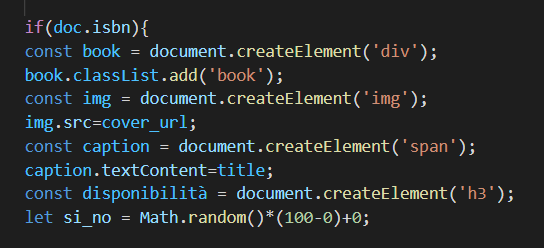 if(doc.isbn){
const book = document.createElement('div');
book.classList.add('book');
const img = document.createElement('img');
img.src=cover_url;
const caption = document.createElement('span');
caption.textContent=title;
const disponibilità = document.createElement('h3');
let si_no = Math.random()*(100-0)+0;